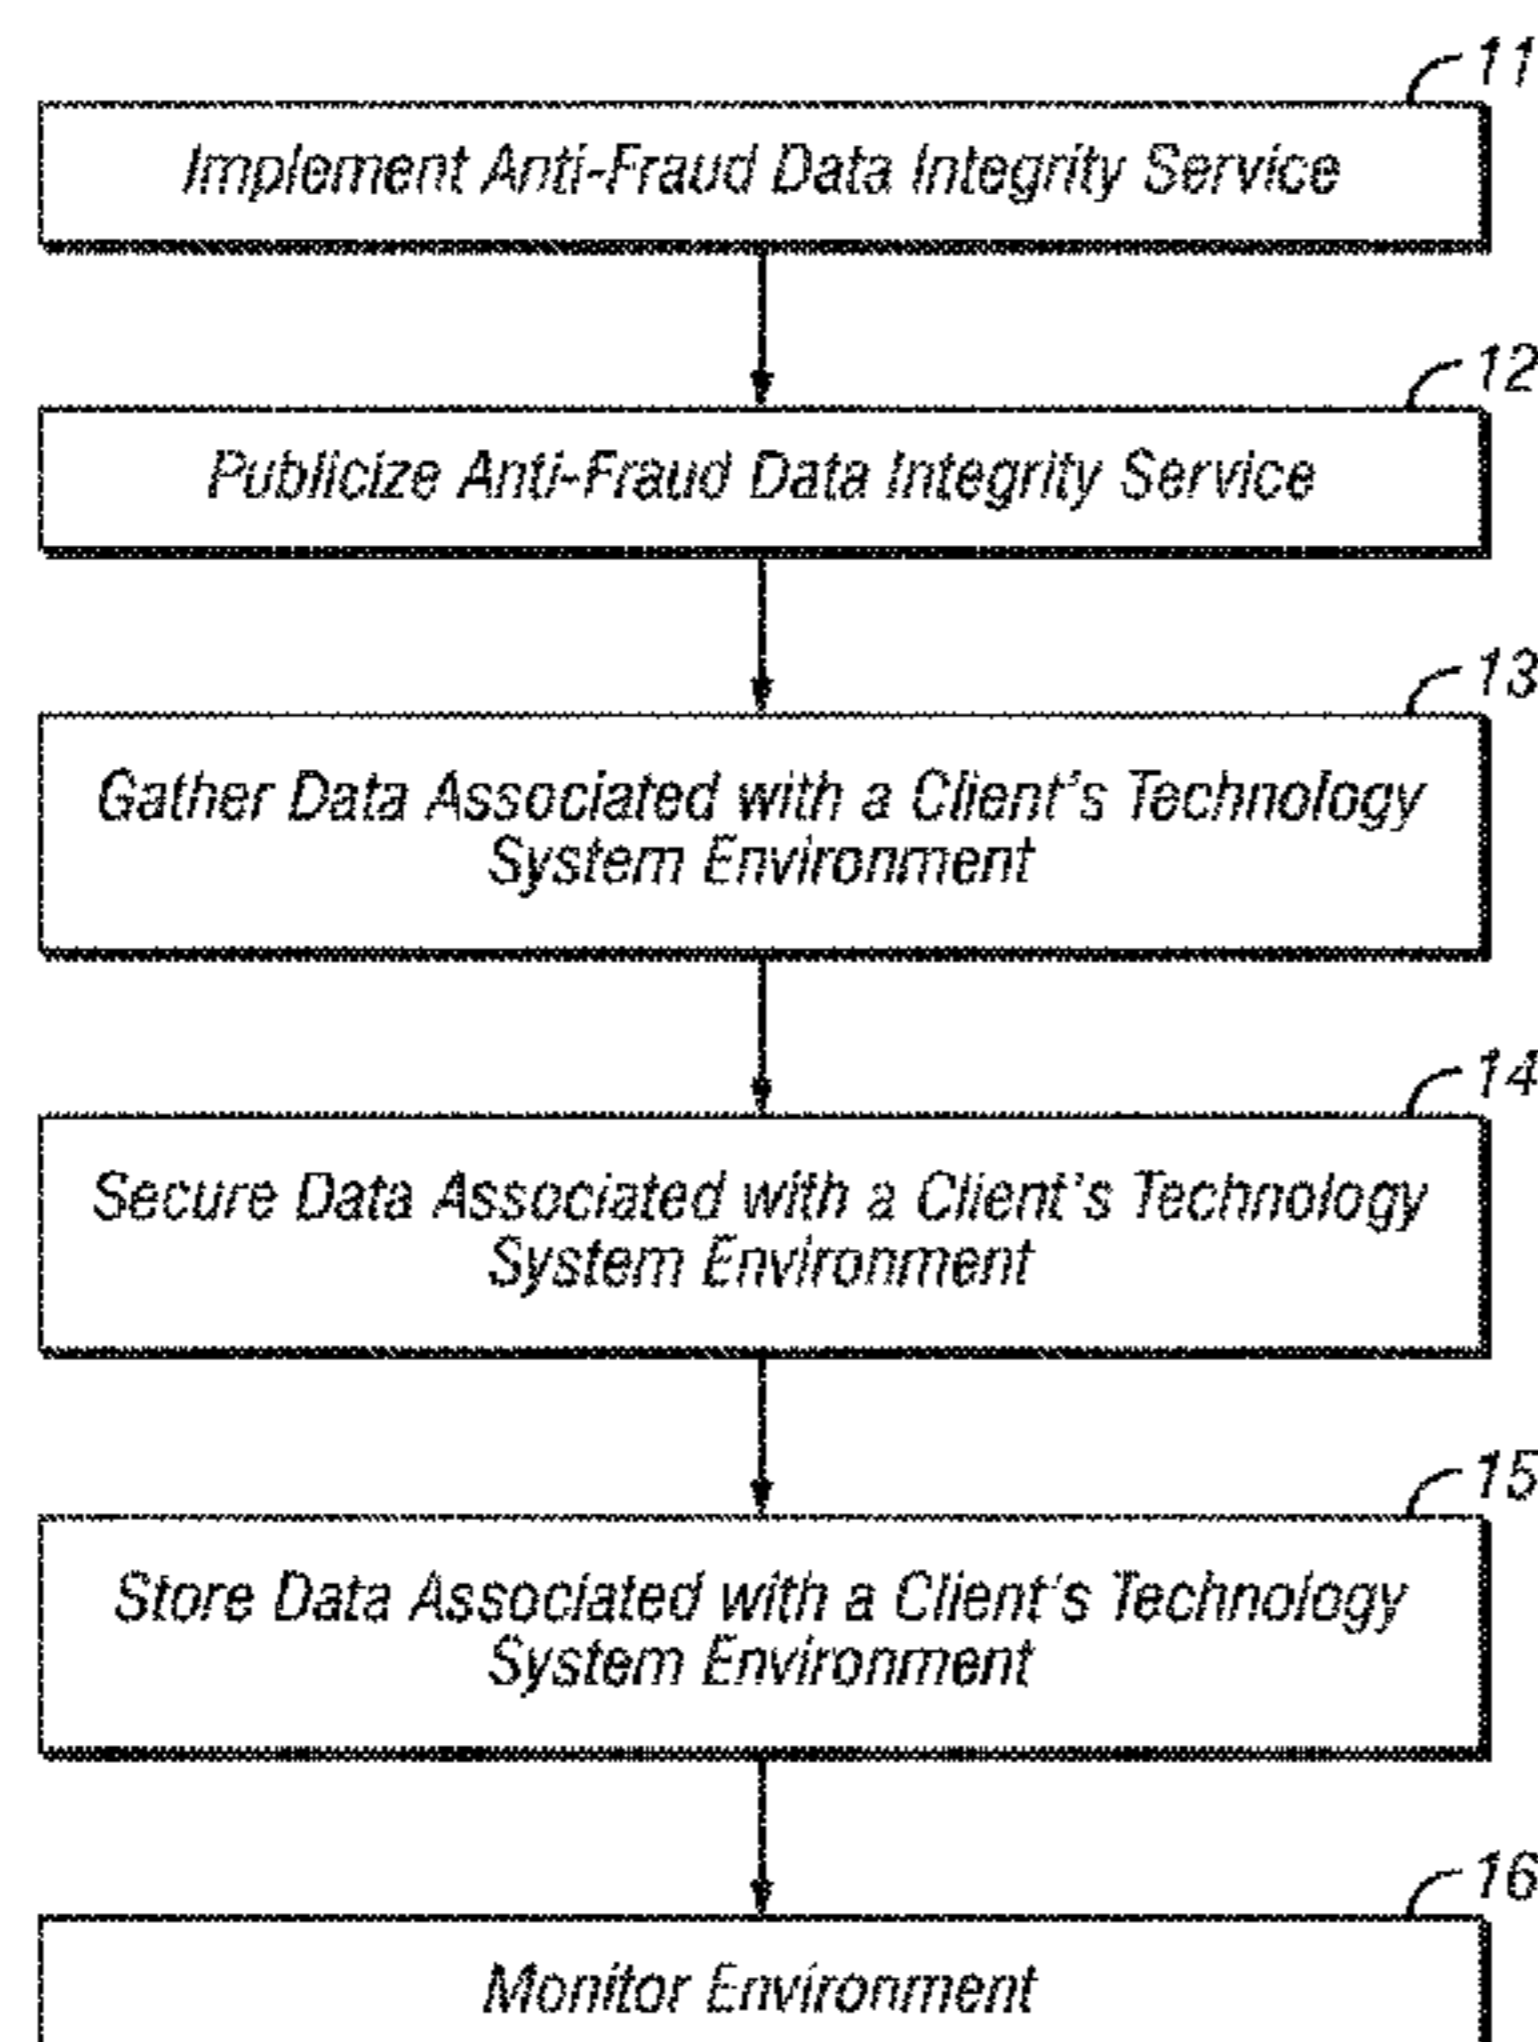 11
Implement Anti-Fraud Data Integrity Service
12
Publicize Anti-Fraud Data Integrity Service
13
Gather Data Associated with a Client's Technology
System Environment
14
Secure Data Associated with a Client's Technology
System Environment
15
Store Data Associated with a Client's Technology
System Environment
16
Monitor Environment